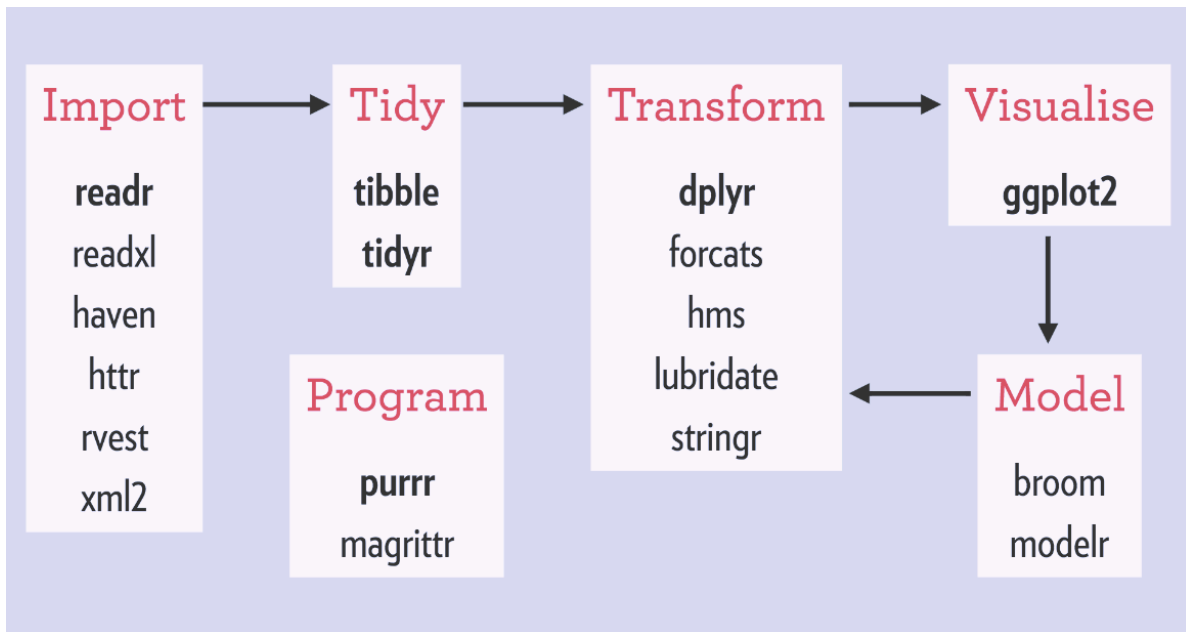 Import
readr
readxl
haven
httr
rvest
xml2
Tidy
tibble
tidyr
Program
purrr
magrittr
Transform
dplyr
forcats
hms
lubridate
stringr
Visualise
ggplot2
Model
broom
modelr